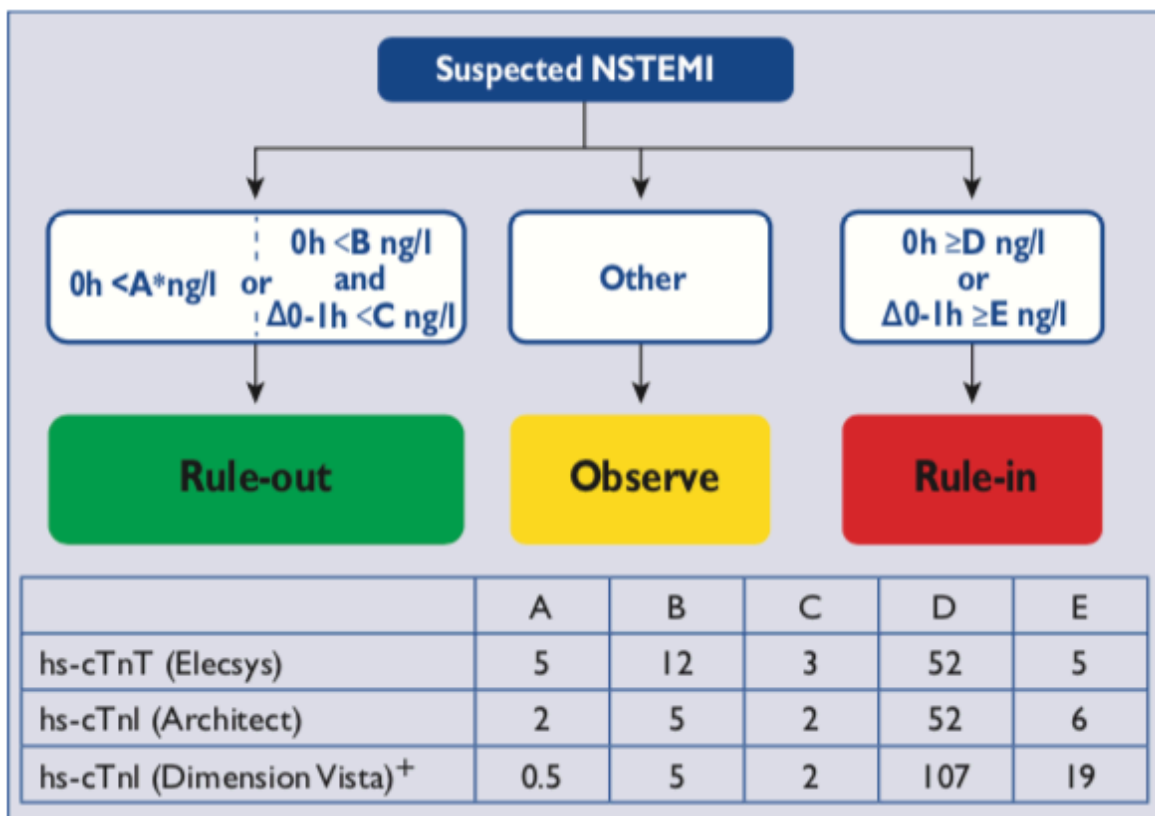 Suspected NSTEMI
0h <A*ng/l or
0h <B ng/l
and
Δ0-1h <C ng/l
Other
0h ≥D ng/l
or
Δ0-1h ≥E ng/l
Rule-out
Observe
Rule-in
A B C D E
hs-cTnT (Elecsys) 5 12 3 52 5
hs-cTnI (Architect) 2 5 2 52 6
hs-cTnI (Dimension Vista)+ 0.5 5 2 107 19